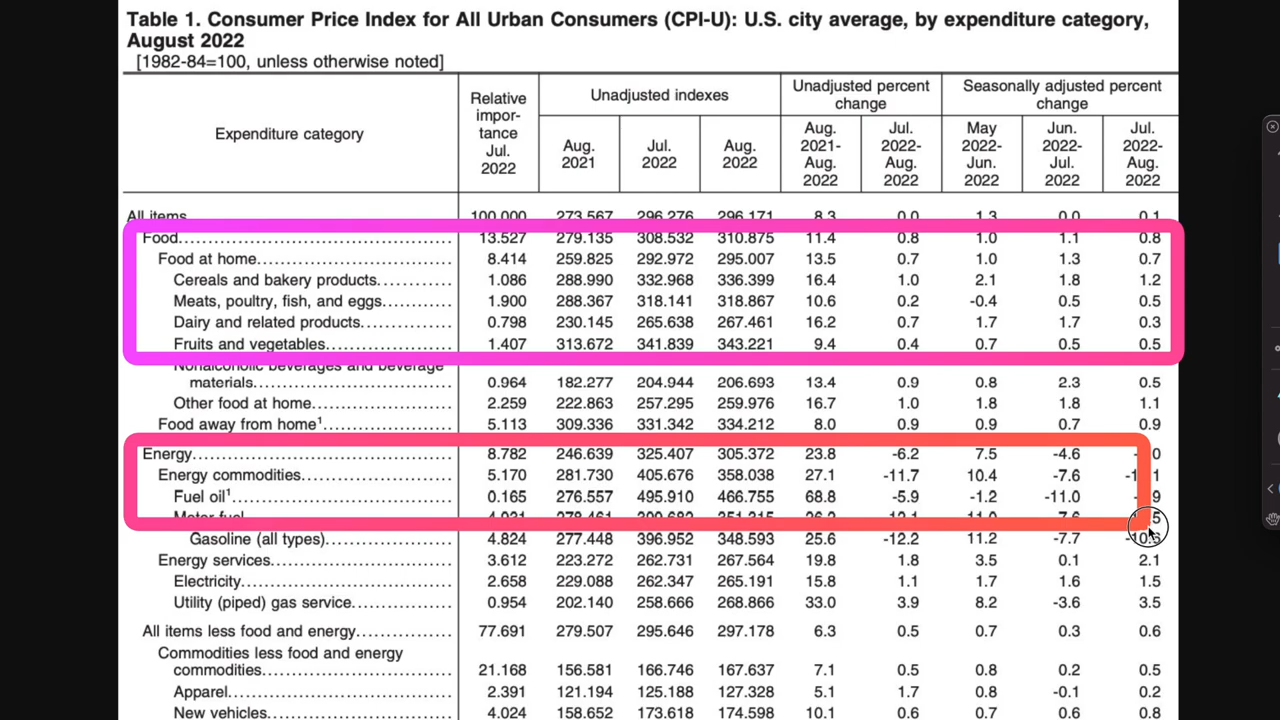 Table 1. Consumer Price Index for All Urban Consumers (CPI-U): U.S. city average, by expenditure category,
August 2022
[1982-84=100, unless otherwise noted]
Expenditure category
Relative
impor-
tance
Jul.
2022
Unadjusted indexes
Unadjusted percent
change
Seasonally adjusted percent
change
Aug.
2021
Jul.
2022
Aug.
2022
Aug.
2021-
Aug.
2022
Jul.
2022-
Aug.
2022
May
2022-
Jun.
2022
Jun.
2022-
Jul.
2022
Jul.
2022-
Aug.
2022
All items 100.000 273.567 296.276 296.171 8.3 0.0 1.3 0.0 0.1
Food 13.527 279.135 308.532 310.875 11.4 0.8 1.0 1.1 0.8
Food at home 8.414 259.825 292.972 295.007 13.5 0.7 1.0 1.3 0.7
Cereals and bakery products 1.086 288.990 332.968 336.399 16.4 1.0 2.1 1.8 1.2
Meats, poultry, fish, and eggs 1.900 288.367 318.141 318.867 10.6 0.2 -0.4 0.5 0.5
Dairy and related products 0.798 230.145 265.638 267.461 16.2 0.7 1.7 1.7 0.3
Fruits and vegetables 1.407 313.672 341.839 343.221 9.4 0.4 0.7 0.5 0.5
Nonalcoholic beverages and beverage
materials 0.964 182.277 204.944 206.693 13.4 0.9 0.8 2.3 0.5
Other food at home 2.259 222.863 257.295 259.976 16.7 1.0 1.8 1.8 1.1
Food away from home¹ 5.113 309.336 331.342 334.212 8.0 0.9 0.9 0.7 0.9
Energy 8.782 246.639 325.407 305.372 23.8 -6.2 7.5 -4.6
Energy commodities 5.170 281.730 405.676 358.038 27.1 -11.7 10.4 -7.6
Fuel oil¹ 0.165 276.557 495.910 466.755 68.8 -5.9 -1.2 -11.0
Motor fuel
Gasoline (all types) 4.824 277.448 396.952 348.593 25.6 -12.2 11.2 -7.7
Energy services 3.612 223.272 262.731 267.564 19.8 1.8 3.5 0.1 2.1
Electricity 2.658 229.088 262.347 265.191 15.8 1.1 1.7 1.6 1.5
Utility (piped) gas service 0.954 202.140 258.666 268.866 33.0 3.9 8.2 -3.6 3.5
All items less food and energy 77.691 279.507 295.646 297.178 6.3 0.5 0.7 0.3 0.6
Commodities less food and energy
commodities 21.168 156.581 166.746 167.637 7.1 0.5 0.8 0.2 0.5
Apparel 2.391 121.194 125.188 127.328 5.1 1.7 0.8 -0.1 0.2
New vehicles 4.024 158.652 173.618 174.598 10.1 0.6 0.7 0.6 0.8